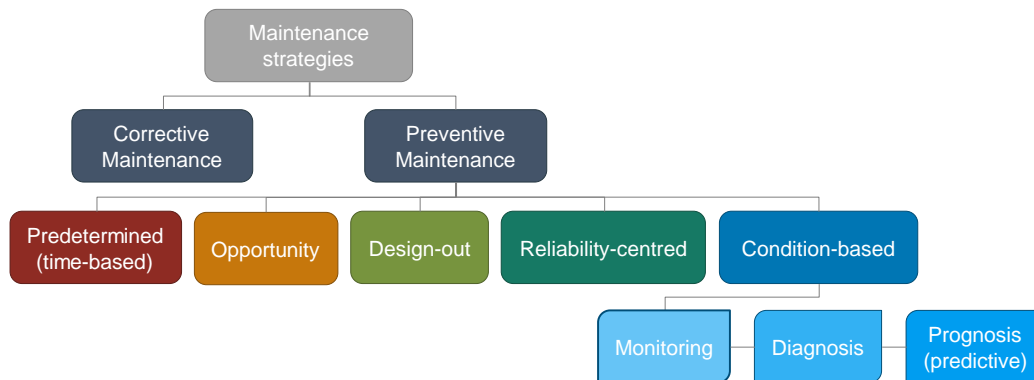 Maintenance
strategies
Corrective
Maintenance
Preventive
Maintenance
Predetermined
(time-based)
Opportunity
Design-out
Reliability-centred
Condition-based
Monitoring
Diagnosis
Prognosis
(predictive)